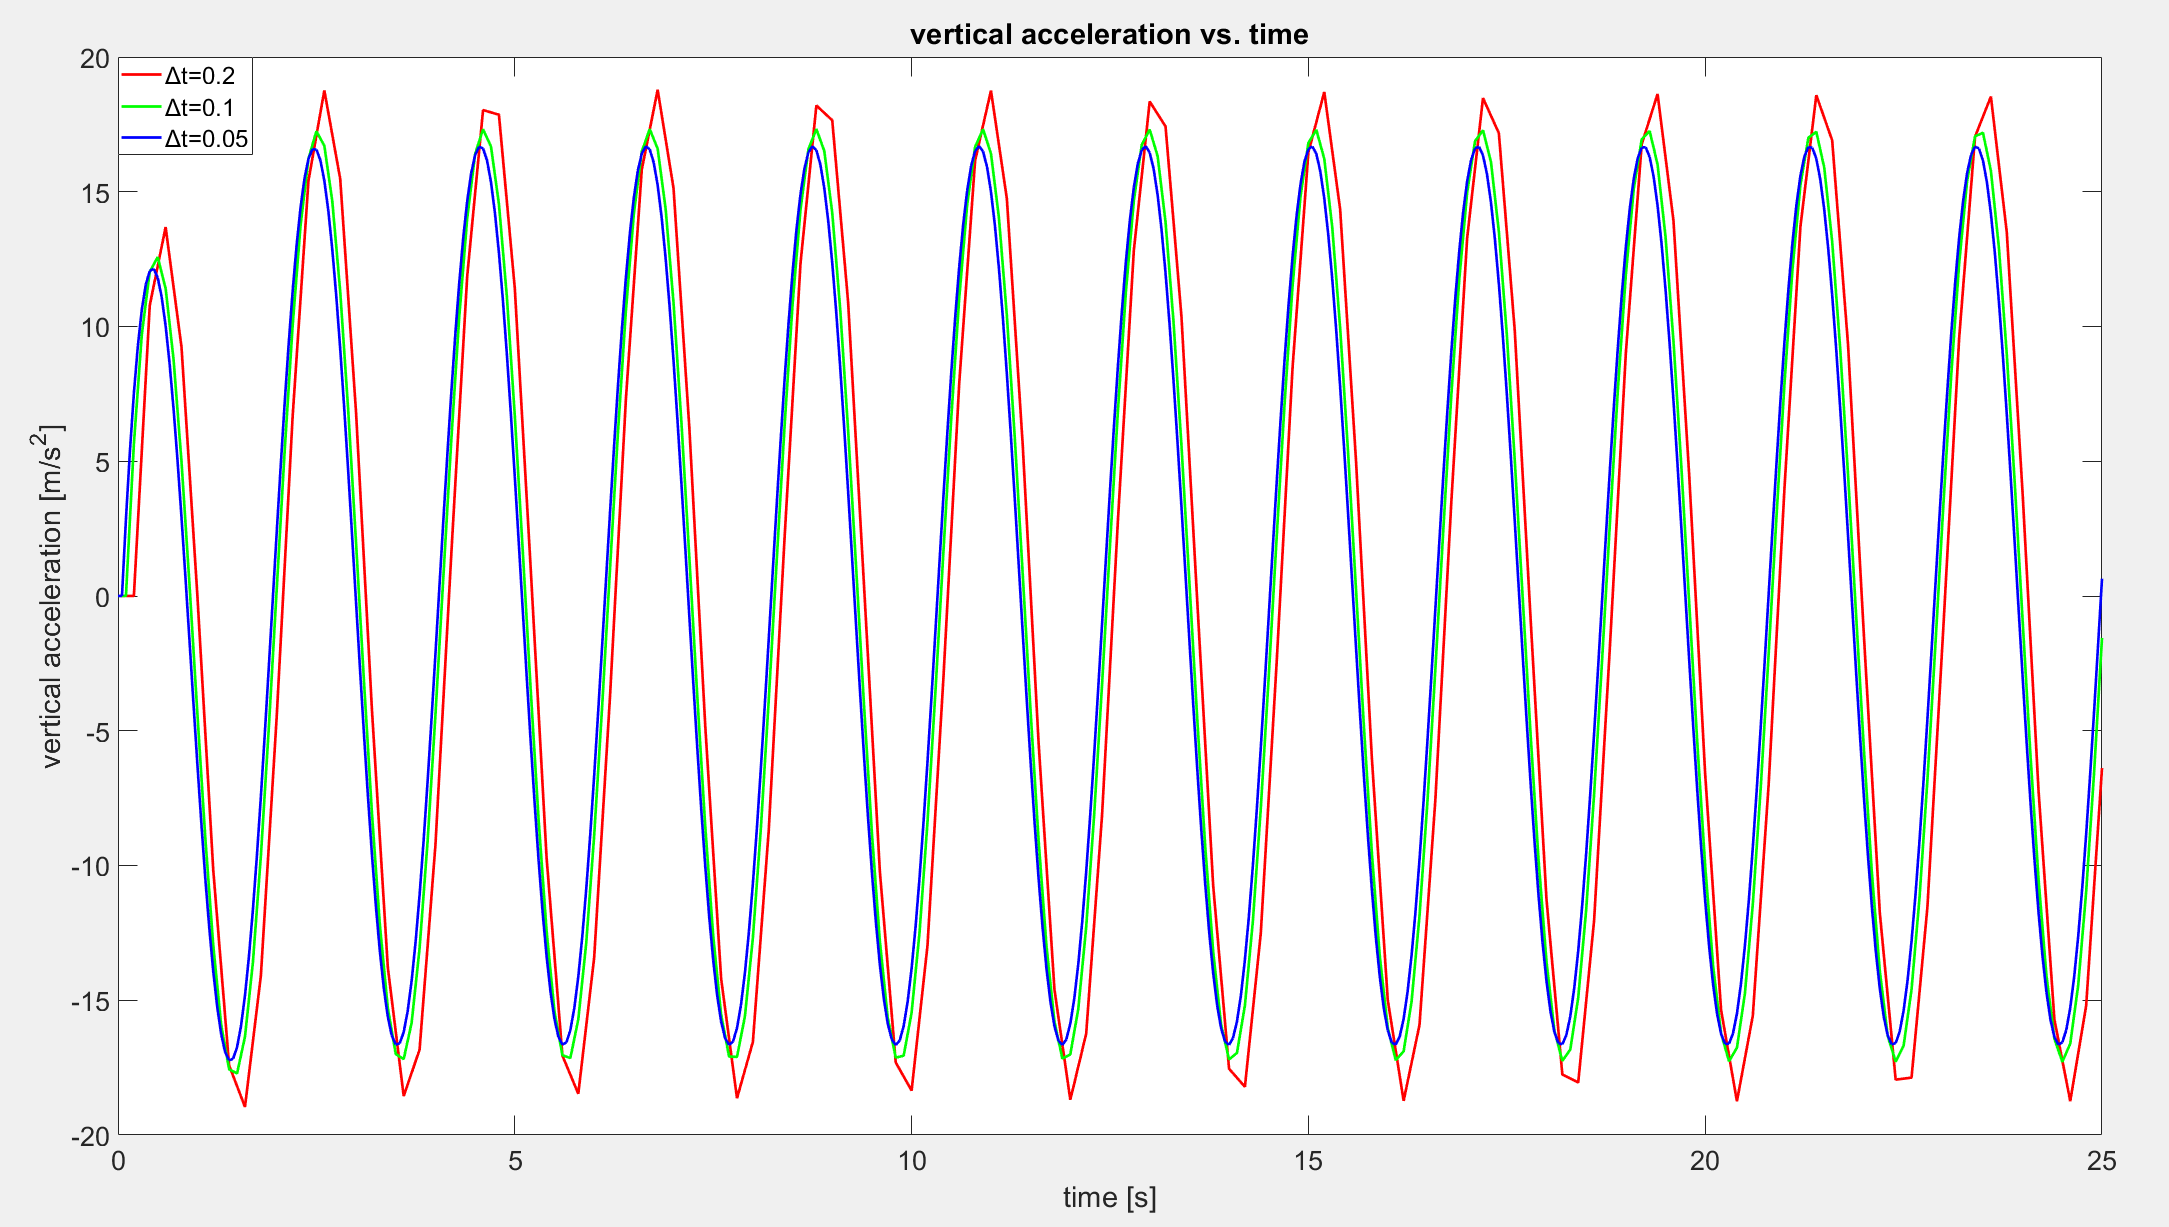 vertical acceleration vs. time
Δt=0.2
Δt=0.1
Δt=0.05
20
15
10
5
0
-5
-10
-15
-20
vertical acceleration [m/s²]
0 5 10 15 20 25
time [s]